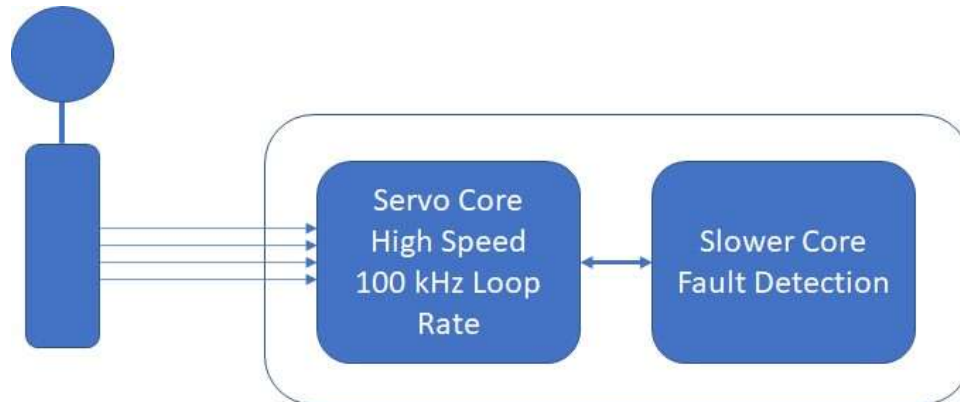 Servo Core
High Speed
100 kHz Loop
Rate
Slower Core
Fault Detection